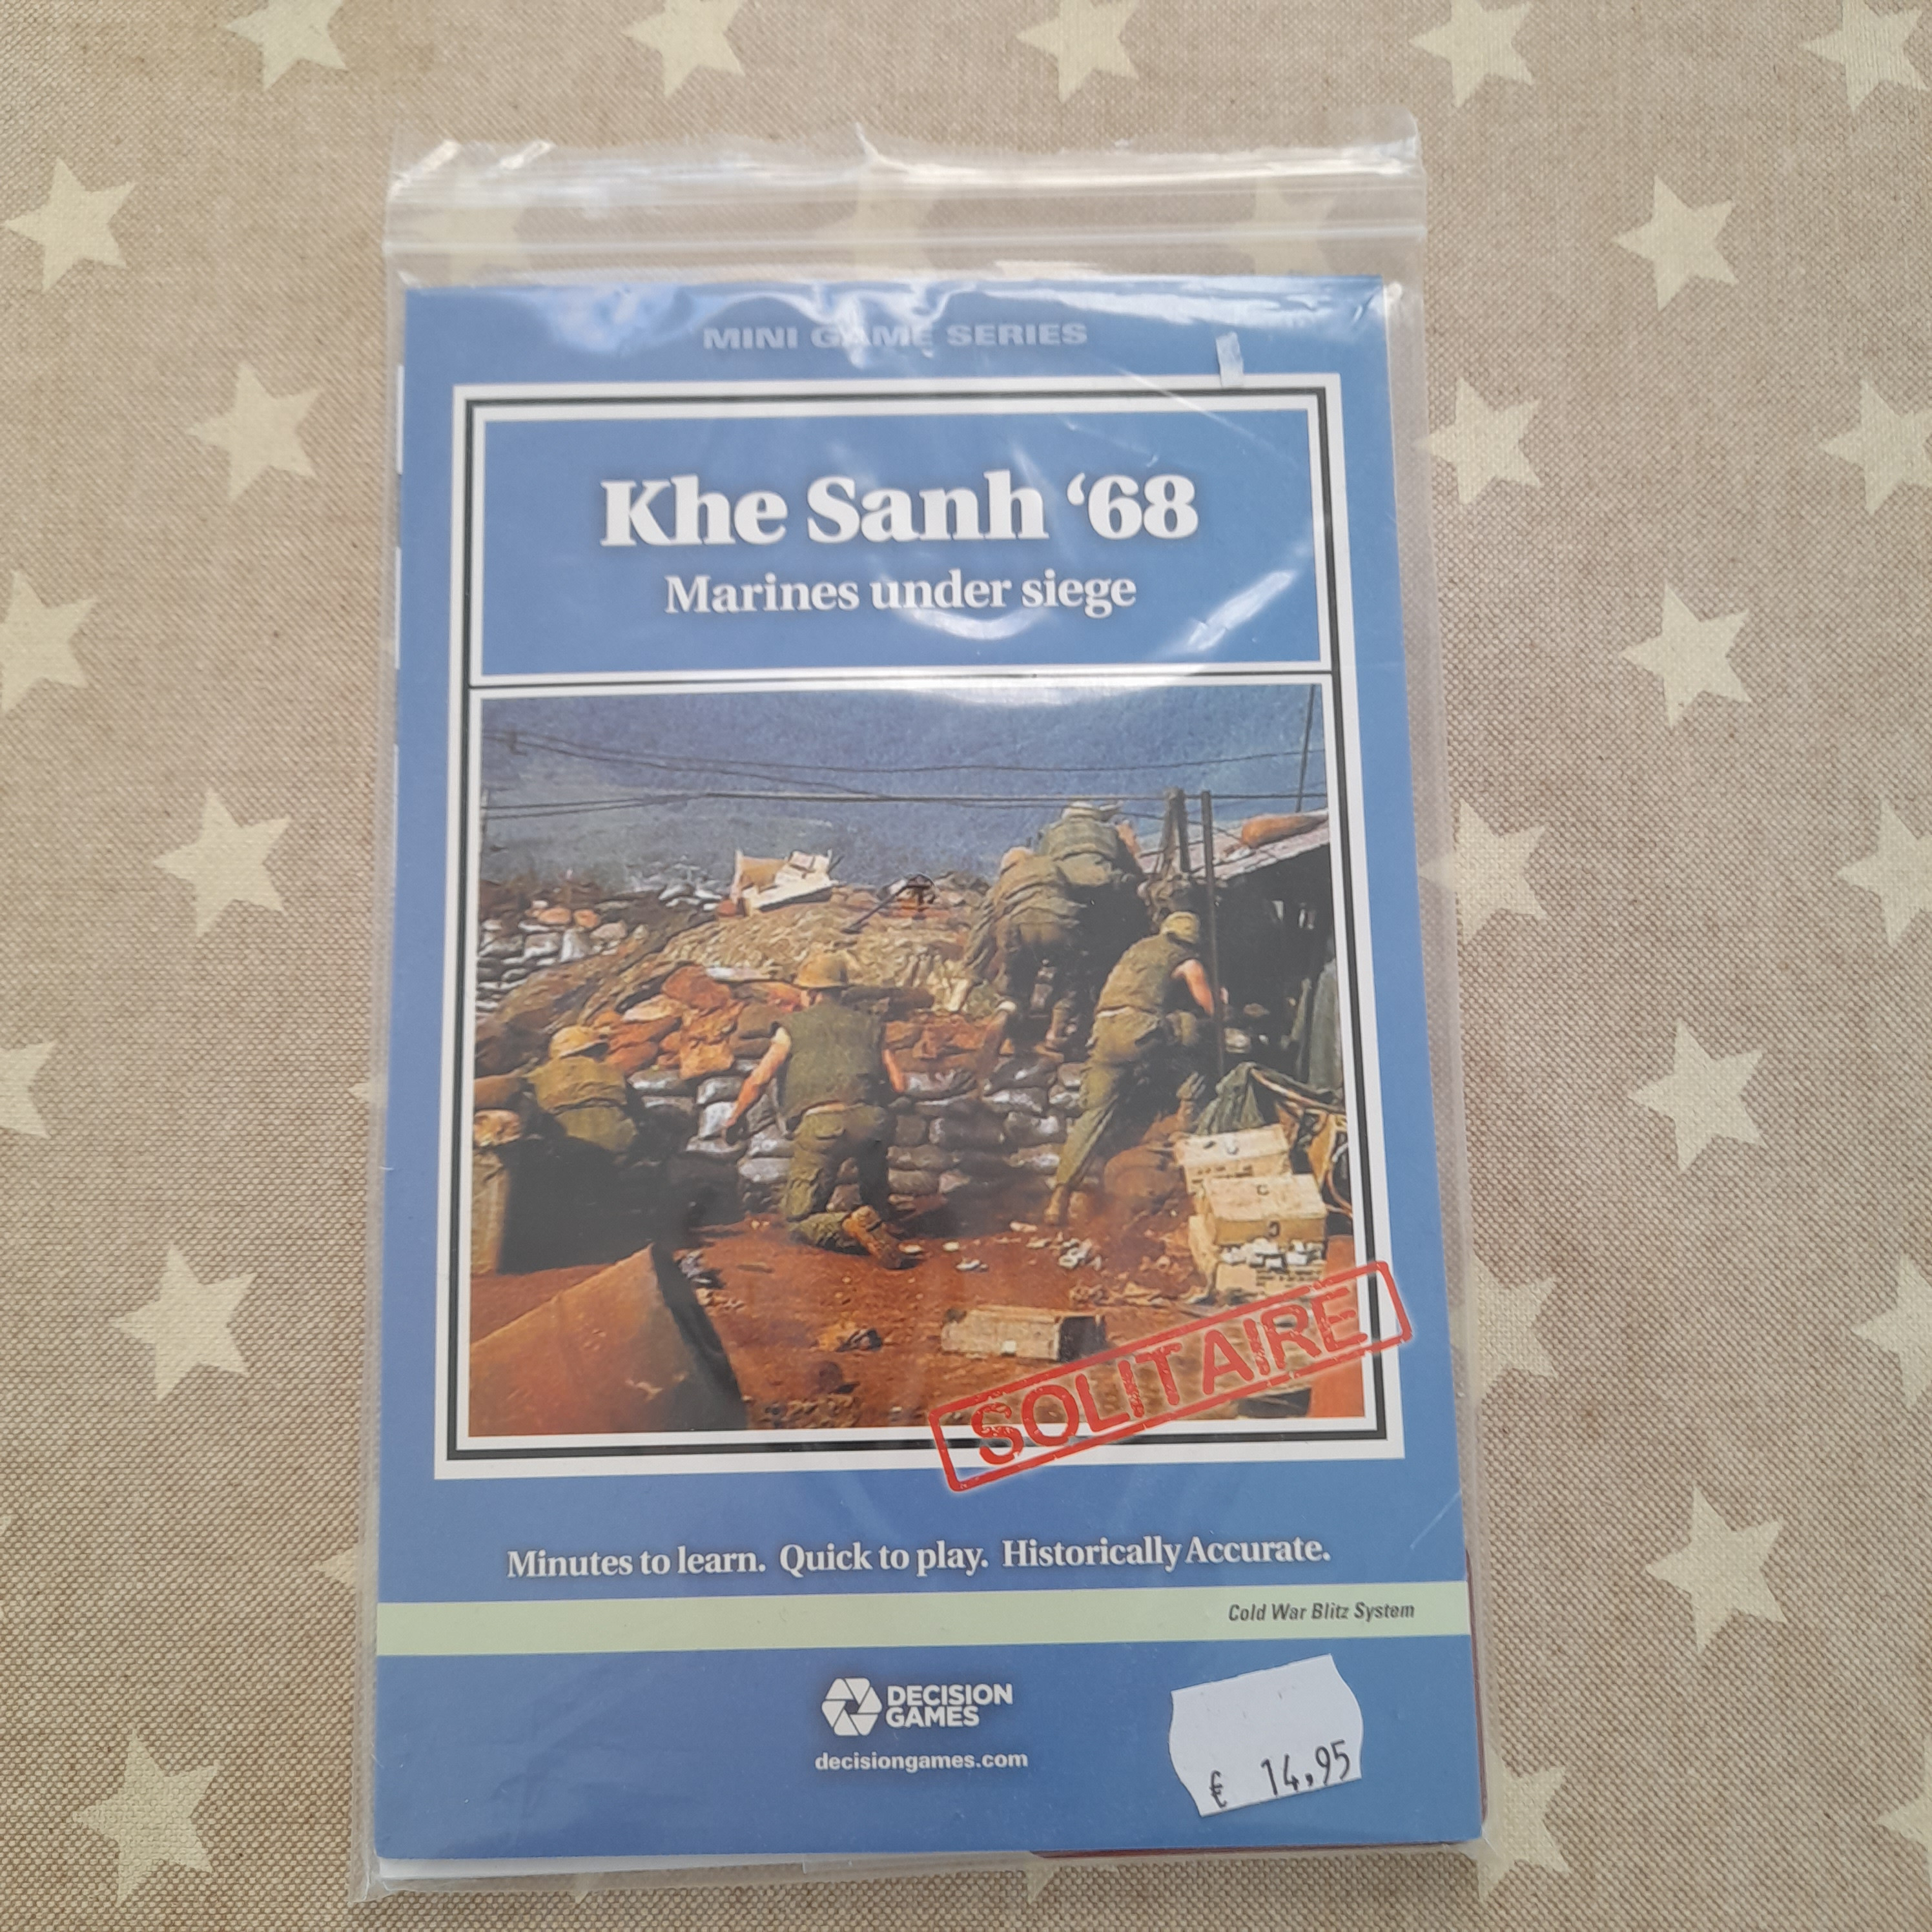 MINI GAME SERIES
Khe Sanh ‘68
Marines under siege
SOLITAIRE
Minutes to learn. Quick to play. Historically Accurate.
Cold War Blitz System
DECISION
GAMES
decisiongames.com
€ 14,95